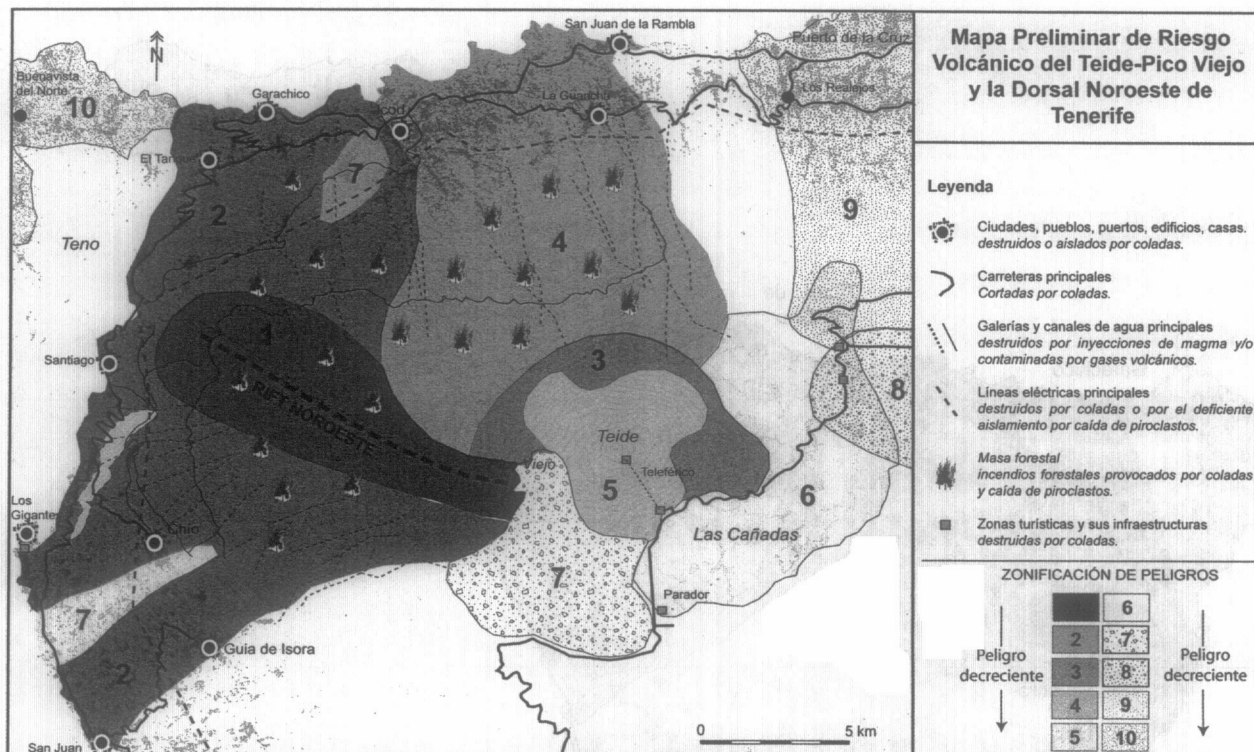 San Juan de la Rambla
Puerto de la Cruz
N
Buenavista
del Norte
10
Garachico
La Guancha
Los Realejos
El Tanque
7
2
9
Teno
4
1
Santiago
3
8
RIFT NOROESTE
Teide
Viejo
Teleférico
5
6
Los
Gigantes
Chío
Las Cañadas
7
7
Parador
Guia de Isora
2
0 5 km
San Juan
Mapa Preliminar de Riesgo
Volcánico del Teide-Pico Viejo
y la Dorsal Noroeste de
Tenerife
Leyenda
Ciudades, pueblos, puertos, edificios, casas.
destruidos o aislados por coladas.
Carreteras principales
Cortadas por coladas.
Galerías y canales de agua principales
destruidos por inyecciones de magma y/o
contaminadas por gases volcánicos.
Líneas eléctricas principales
destruidos por coladas o por el deficiente
aislamiento por caída de piroclastos.
Masa forestal
incendios forestales provocados por coladas
y caída de piroclastos.
Zonas turísticas y sus infraestructuras
destruidas por coladas.
ZONIFICACIÓN DE PELIGROS
6
2 7
Peligro
decreciente
3 8
Peligro
decreciente
4 9
5 10